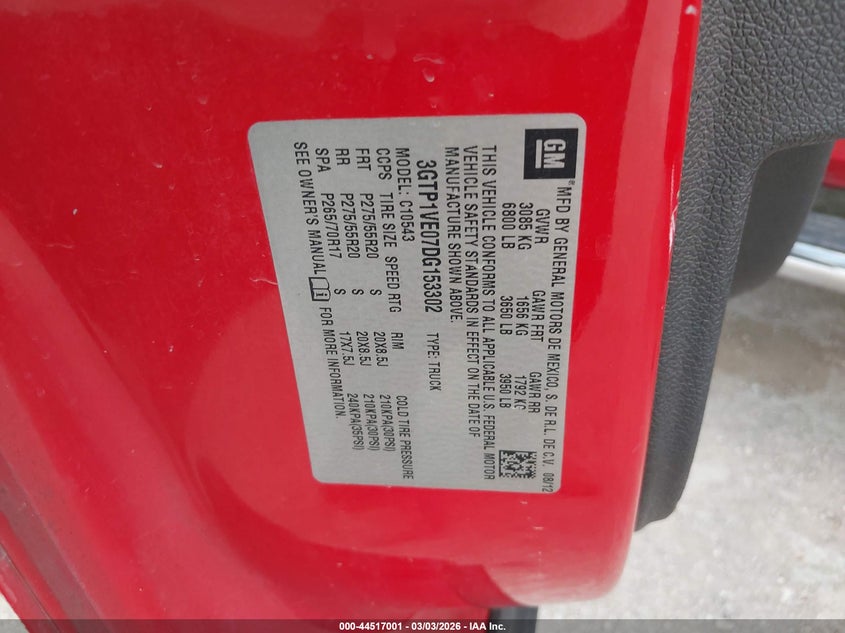 GM ® MFD BY GENERAL MOTORS DE MEXICO, S. DE R.L. DE C.V. 08/12
GVWR GAWR FRT GAWR RR
3085 KG 1656 KG 1792 KG
6800 LB 3650 LB 3950 LB
THIS VEHICLE CONFORMS TO ALL APPLICABLE U.S. FEDERAL MOTOR
VEHICLE SAFETY STANDARDS IN EFFECT ON THE DATE OF
MANUFACTURE SHOWN ABOVE.
3GTP1VE07DG153302 TYPE: TRUCK
MODEL: C10543
CCPS TIRE SIZE SPEED RTG RIM COLD TIRE PRESSURE
FRT P275/55R20 S 20X8.5J 210KPA(30PSI)
RR P275/55R20 S 20X8.5J 210KPA(30PSI)
SPA P265/70R17 S 17X7.5J 240KPA(35PSI)
SEE OWNER'S MANUAL i FOR MORE INFORMATION.
000-44517001 - 03/03/2026 - IAA Inc.